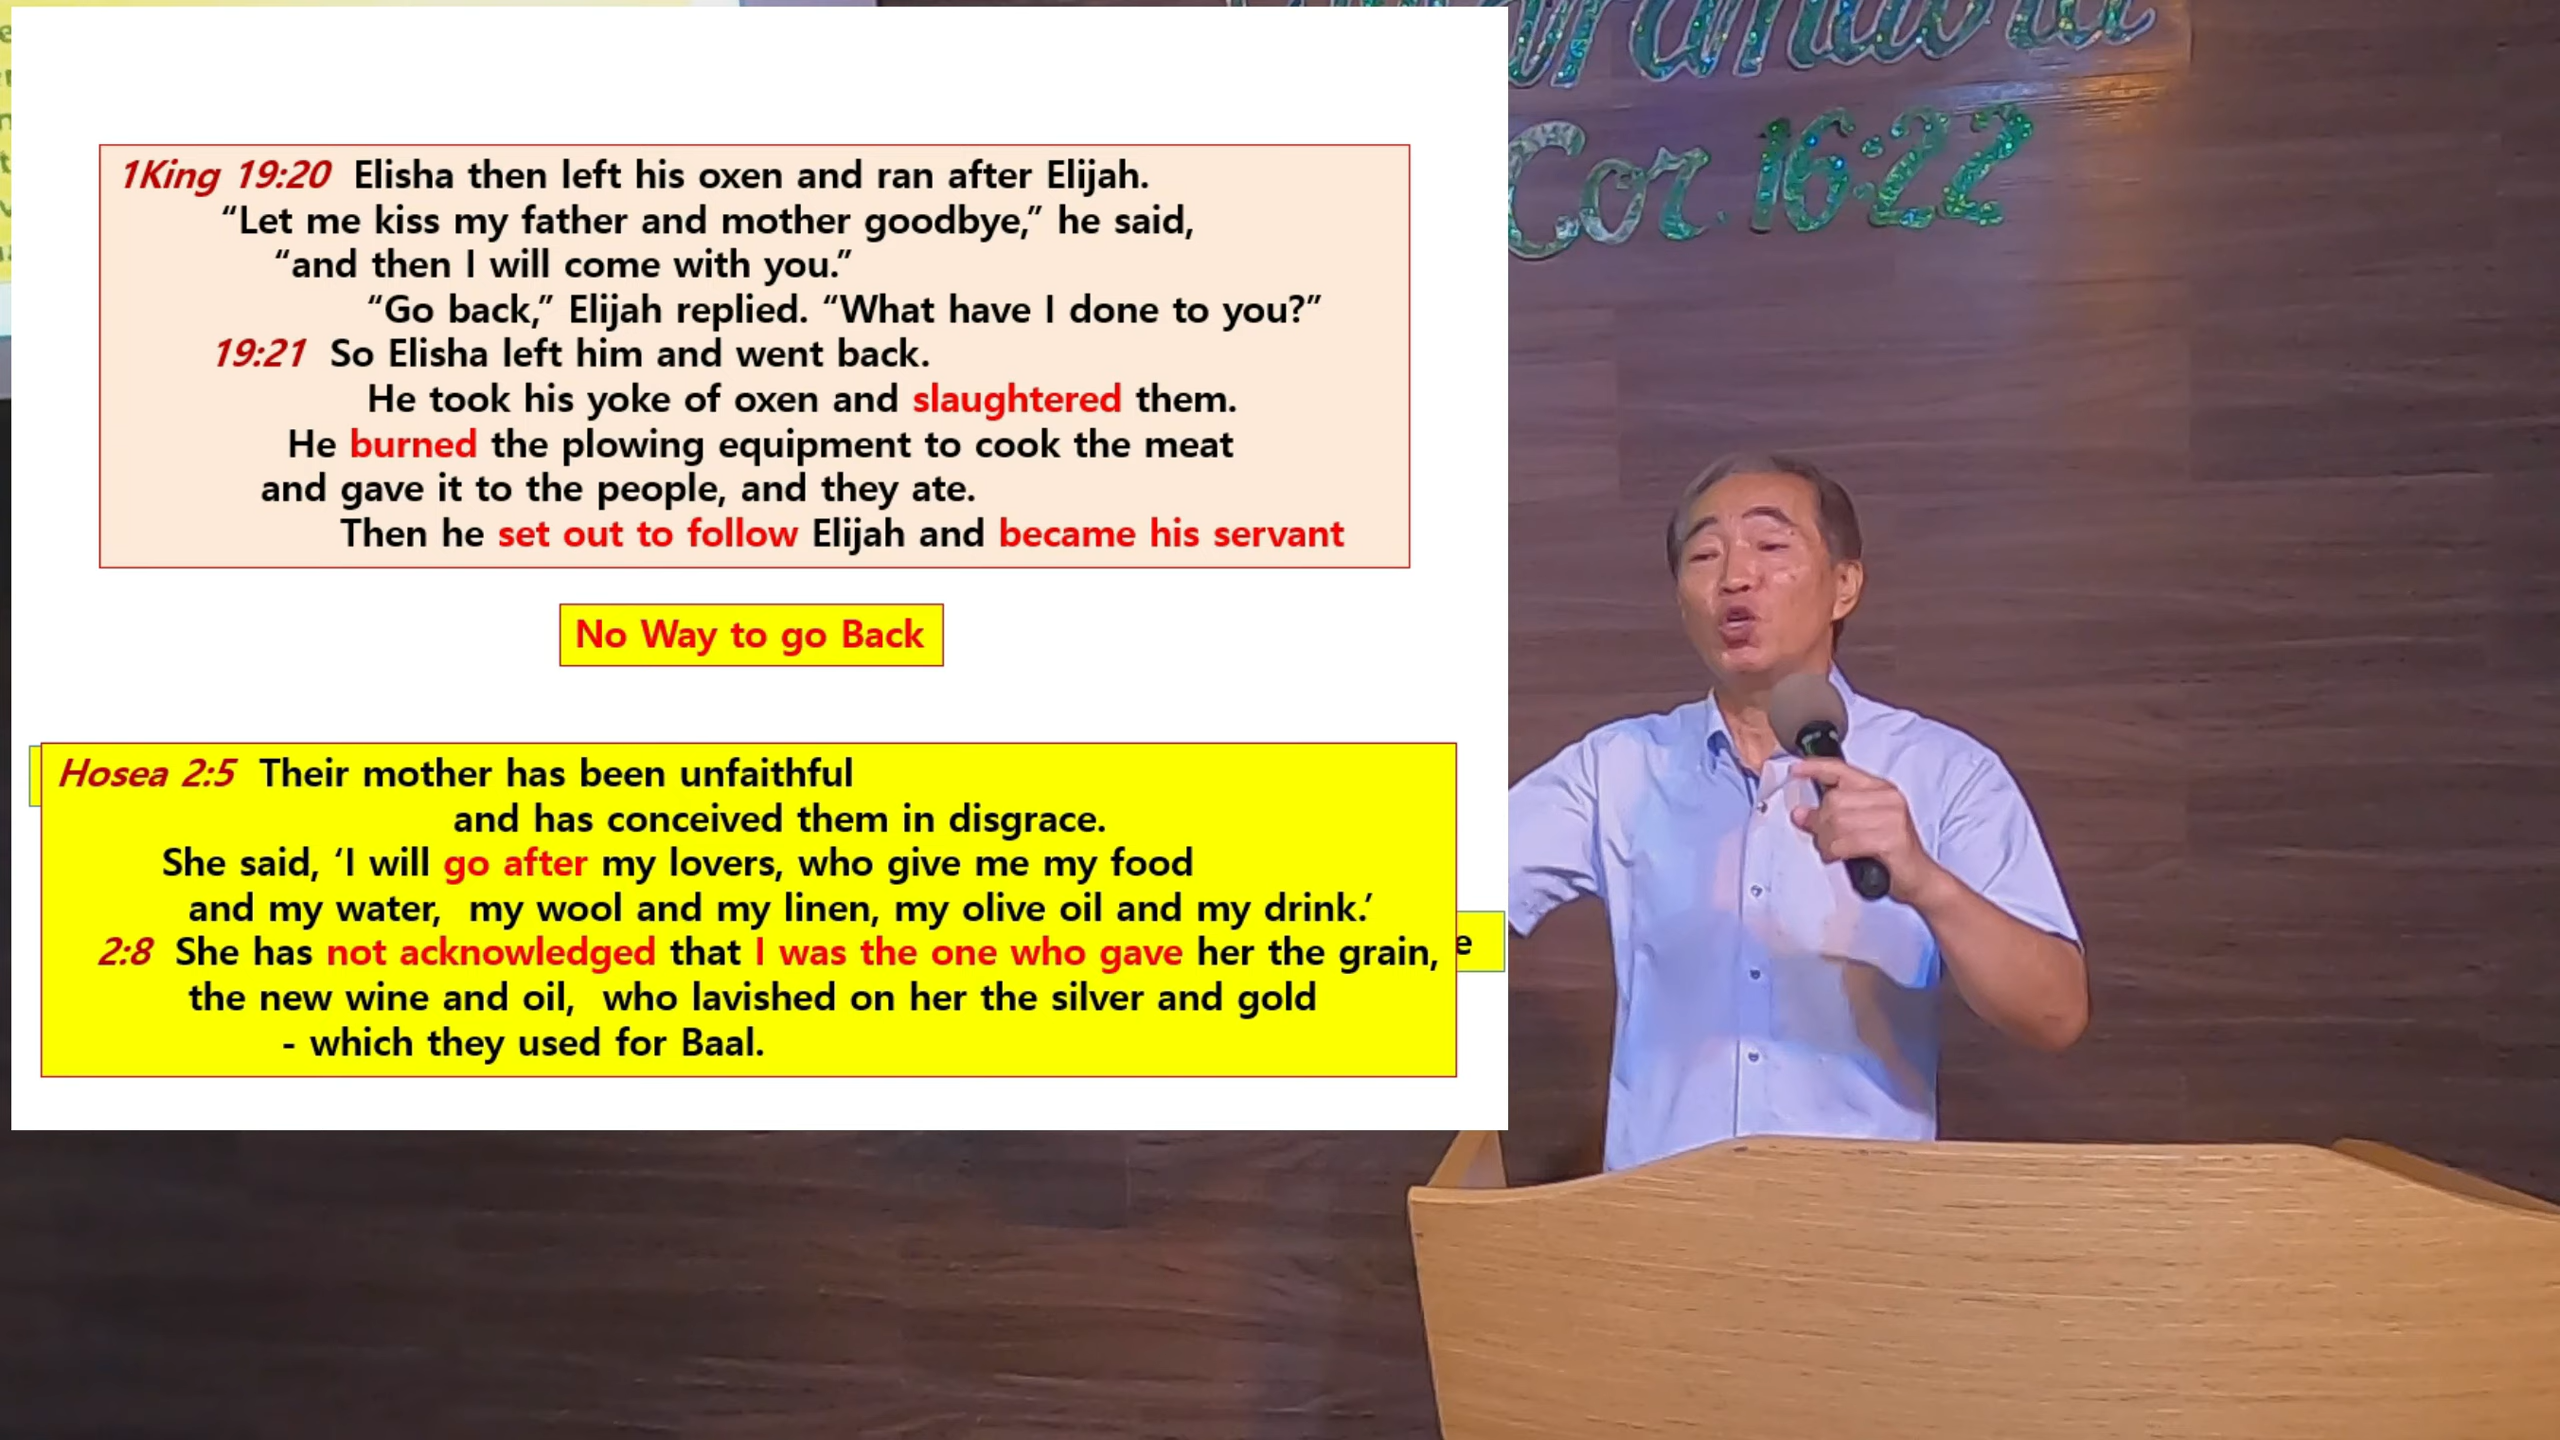 1King 19:20 Elisha then left his oxen and ran after Elijah.
“Let me kiss my father and mother goodbye,” he said,
“and then I will come with you.”
“Go back,” Elijah replied. “What have I done to you?”
19:21 So Elisha left him and went back.
He took his yoke of oxen and slaughtered them.
He burned the plowing equipment to cook the meat
and gave it to the people, and they ate.
Then he set out to follow Elijah and became his servant
No Way to go Back
Hosea 2:5 Their mother has been unfaithful
and has conceived them in disgrace.
She said, ‘I will go after my lovers, who give me my food
and my water, my wool and my linen, my olive oil and my drink.’
2:8 She has not acknowledged that I was the one who gave her the grain,
the new wine and oil, who lavished on her the silver and gold
- which they used for Baal.
e
Cor. 16:22